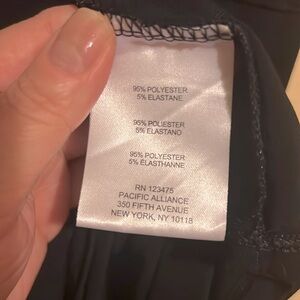 95% POLYESTER
5% ELASTANE
95% POLIESTER
5% ELASTANO
95% POLYESTER
5% ELASTHANNE
RN 123475
PACIFIC ALLIANCE
350 FIFTH AVENUE
NEW YORK, NY 10118